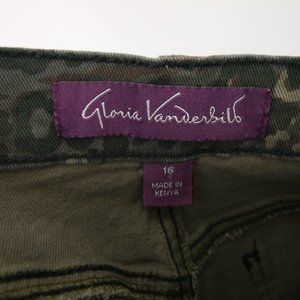 Gloria Vanderbilt
16
MADE IN
KENYA